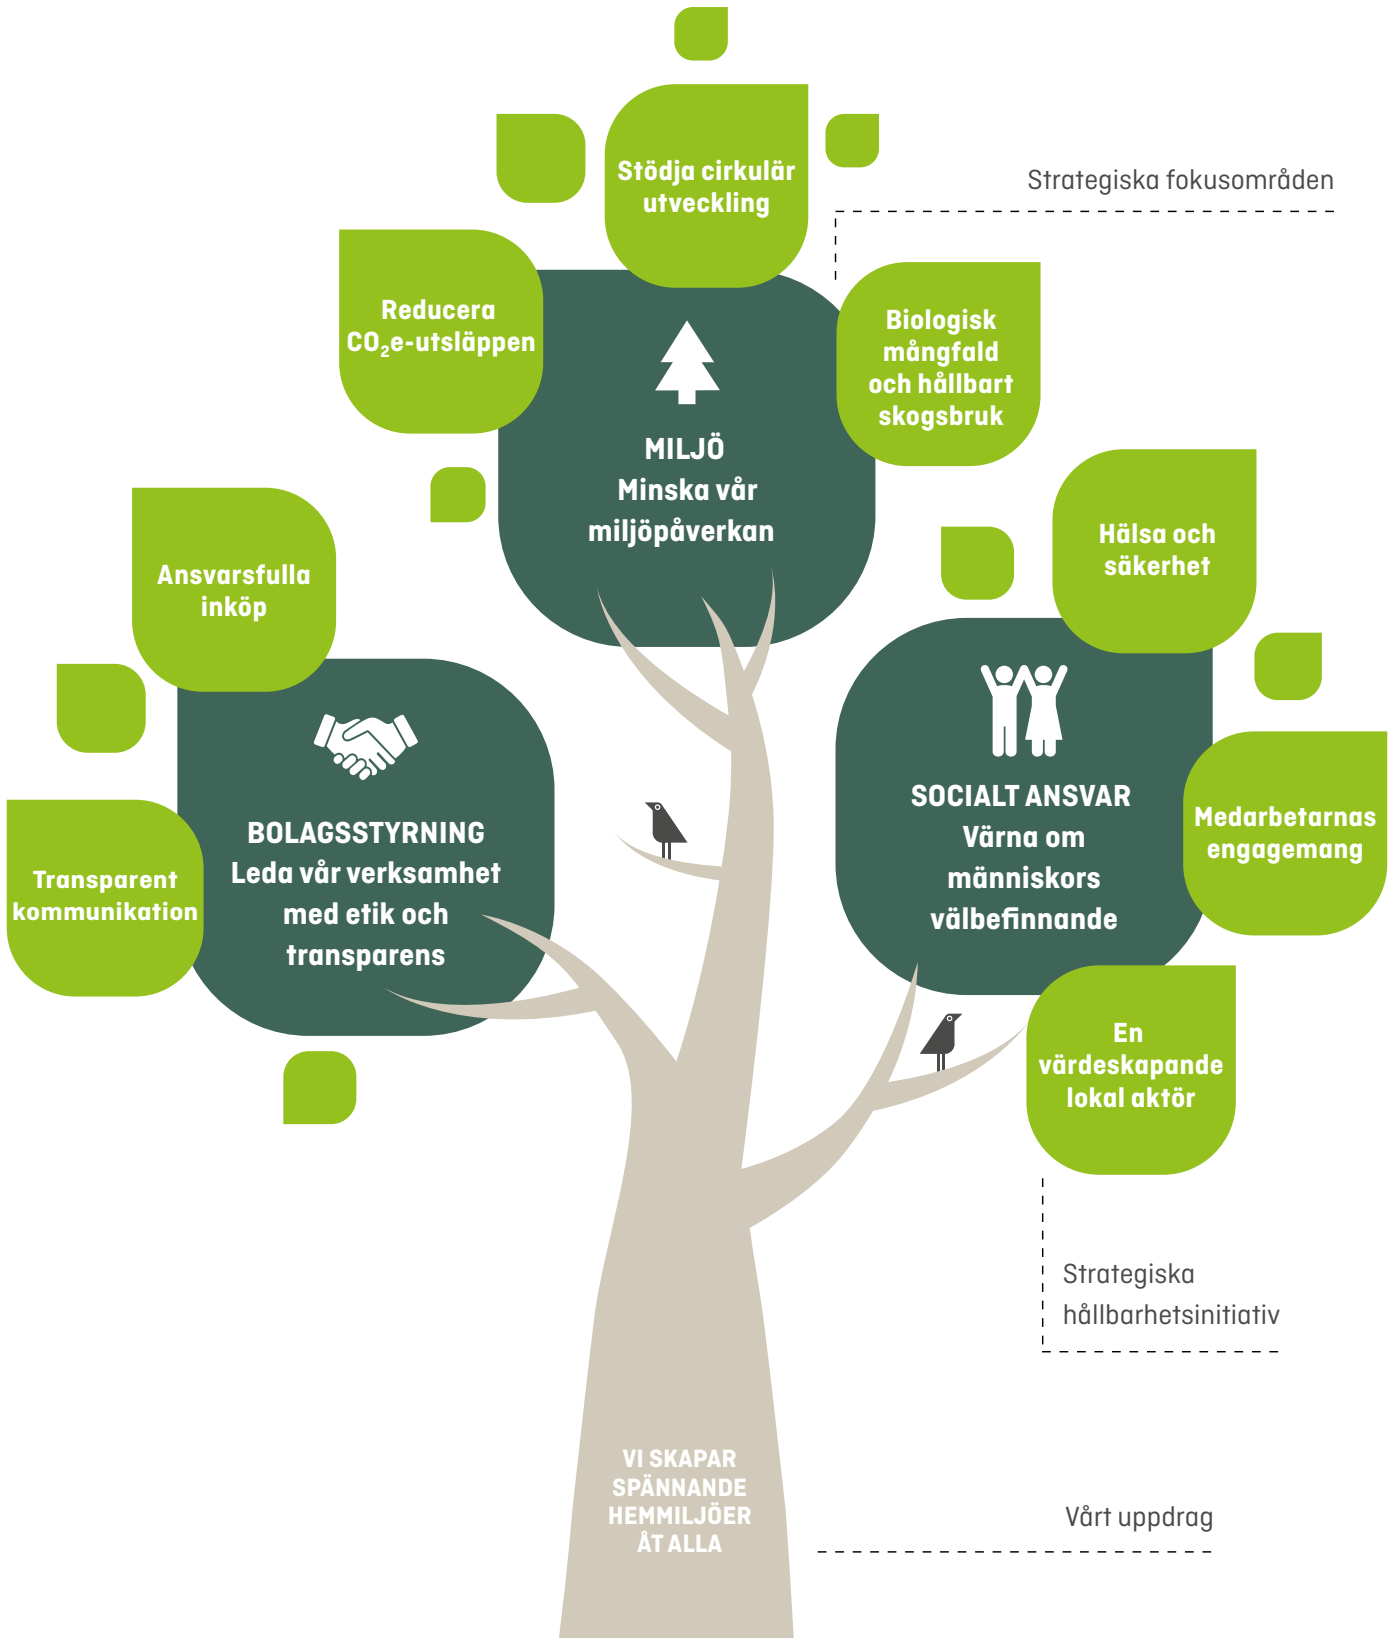 Stödja cirkulär
utveckling
Strategiska fokusområden
Reducera
CO₂e-utsläppen
Biologisk
mångfald
och hållbart
skogsbruk
MILJÖ
Minska vår
miljöpåverkan
Hälsa och
säkerhet
Ansvarsfulla
inköp
SOCIALT ANSVAR
Värna om
människors
välbefinnande
Medarbetarnas
engagemang
BOLAGSSTYRNING
Leda vår verksamhet
med etik och
transparens
Transparent
kommunikation
En
värdeskapande
lokal aktör
Strategiska
hållbarhetsinitiativ
VI SKAPAR
SPÄNNANDE
HEMMILJÖER
ÅT ALLA
Vårt uppdrag